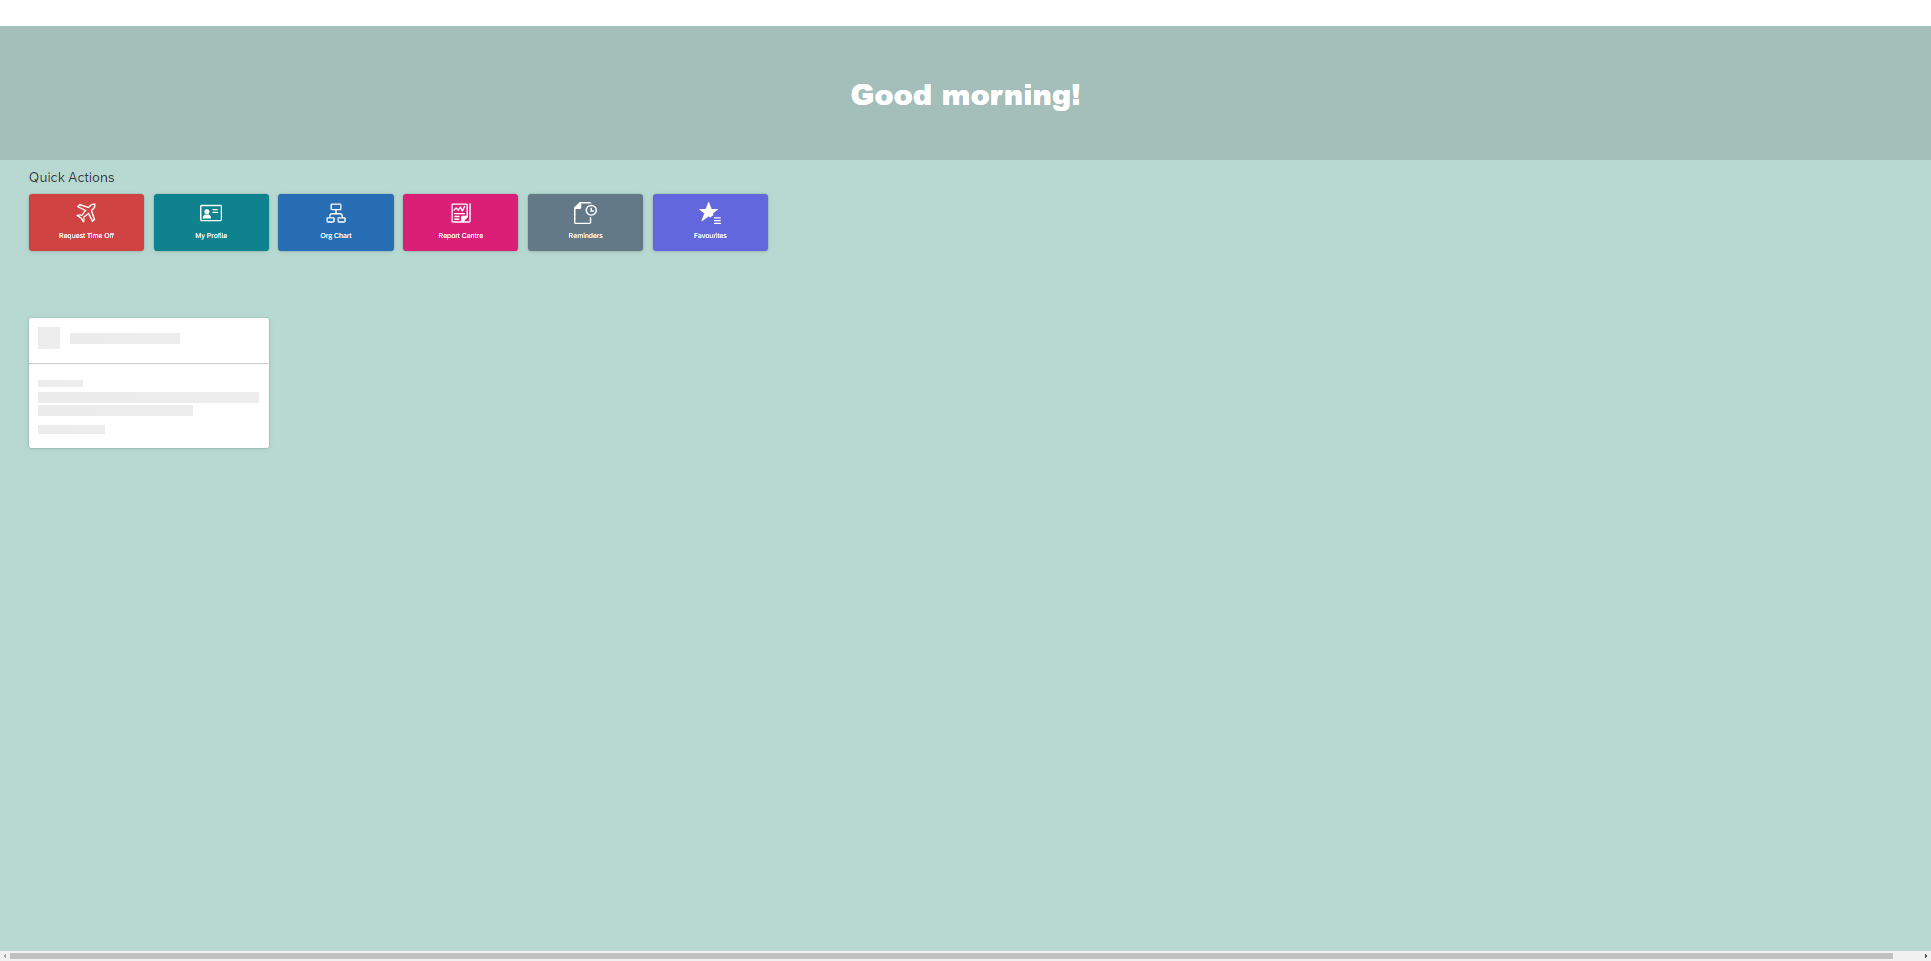 Good morning!
Quick Actions
Request Time Off
My Profile
Org Chart
Report Centre
Reminders
Favourites